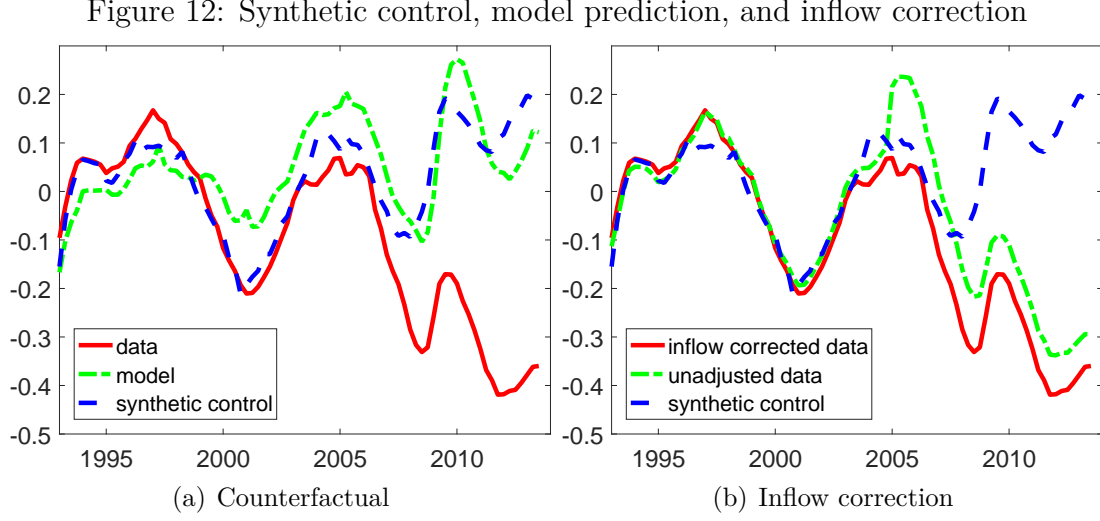 Figure 12: Synthetic control, model prediction, and inflow correction
0.2
0.1
0
-0.1
-0.2
-0.3
-0.4
-0.5
data
model
synthetic control
1995 2000 2005 2010
(a) Counterfactual
0.2
0.1
0
-0.1
-0.2
-0.3
-0.4
-0.5
inflow corrected data
unadjusted data
synthetic control
1995 2000 2005 2010
(b) Inflow correction